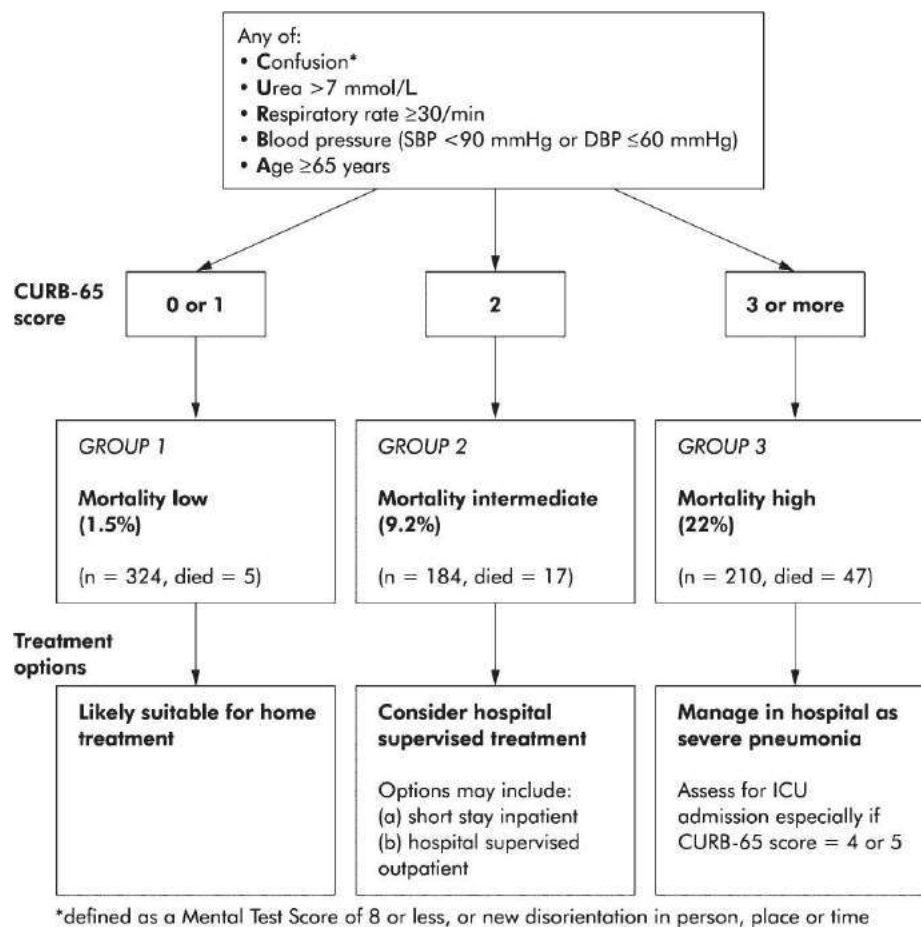 Any of:
• Confusion*
• Urea >7 mmol/L
• Respiratory rate ≥30/min
• Blood pressure (SBP <90 mmHg or DBP ≤60 mmHg)
• Age ≥65 years
CURB-65
score
0 or 1
2
3 or more
GROUP 1
Mortality low
(1.5%)
(n = 324, died = 5)
GROUP 2
Mortality intermediate
(9.2%)
(n = 184, died = 17)
GROUP 3
Mortality high
(22%)
(n = 210, died = 47)
Treatment
options
Likely suitable for home
treatment
Consider hospital
supervised treatment
Options may include:
(a) short stay inpatient
(b) hospital supervised
outpatient
Manage in hospital as
severe pneumonia
Assess for ICU
admission especially if
CURB-65 score = 4 or 5
*defined as a Mental Test Score of 8 or less, or new disorientation in person, place or time